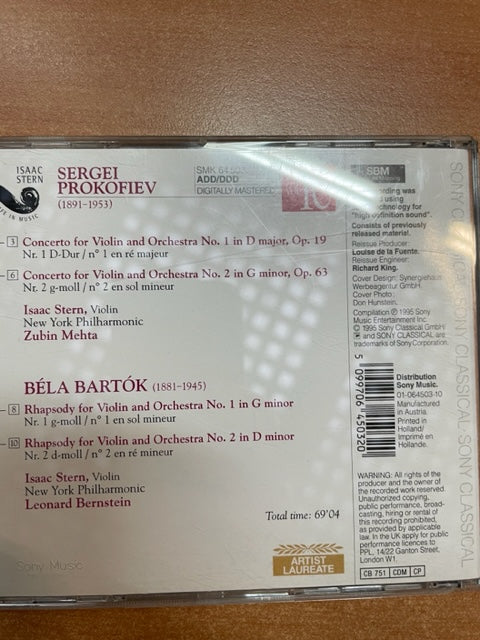 ISAAC
STERN
IN MUSIC
SERGEI
PROKOFIEV
(1891-1953)
SMK 64 503
ADD/DDD
DIGITALLY MASTERED
SBM
3 Concerto for Violin and Orchestra No. 1 in D major, Op. 19
Nr. 1 D-Dur / n° 1 en ré majeur
6 Concerto for Violin and Orchestra No. 2 in G minor, Op. 63
Nr. 2 g-moll / n° 2 en sol mineur
Isaac Stern, Violin
New York Philharmonic
Zubin Mehta
BÉLA BARTÓK (1881-1945)
8 Rhapsody for Violin and Orchestra No. 1 in G minor
Nr. 1 g-moll / n° 1 en sol mineur
10 Rhapsody for Violin and Orchestra No. 2 in D minor
Nr. 2 d-moll / n° 2 en ré mineur
Isaac Stern, Violin
New York Philharmonic
Leonard Bernstein
Total time: 69'04
ARTIST
LAUREATE
Sony Music
was
using
for
"high definition sound".
Consists of previously
released material.
Reissue Producer:
Louise de la Fuente.
Reissue Engineer:
Richard King.
Cover Design: Synergiehaus
Werbeagentur GmbH.
Cover Photo:
Don Hunstein.
Compilation ℗ 1995 Sony
Music Entertainment Inc.
© 1995 Sony Classical GmbH/
and SONY CLASSICAL are
trademarks of Sony Corporation.
5 099706 450320
Distribution
Sony Music.
01-064503-10
Manufactured
in Austria.
Printed in
Holland/
Imprimé en
Hollande.
WARNING: All rights of the
producer and the owner of
the recorded work reserved.
Unauthorized copying,
public performance, broad-
casting, hiring or rental of
this recording prohibited,
as provided by applicable
law. In the UK apply for public
performance licences to
PPL, 14/22 Ganton Street,
London W1.
CB 751 CDM CP
SONY CLASSICAL·SONY CLASSICAL